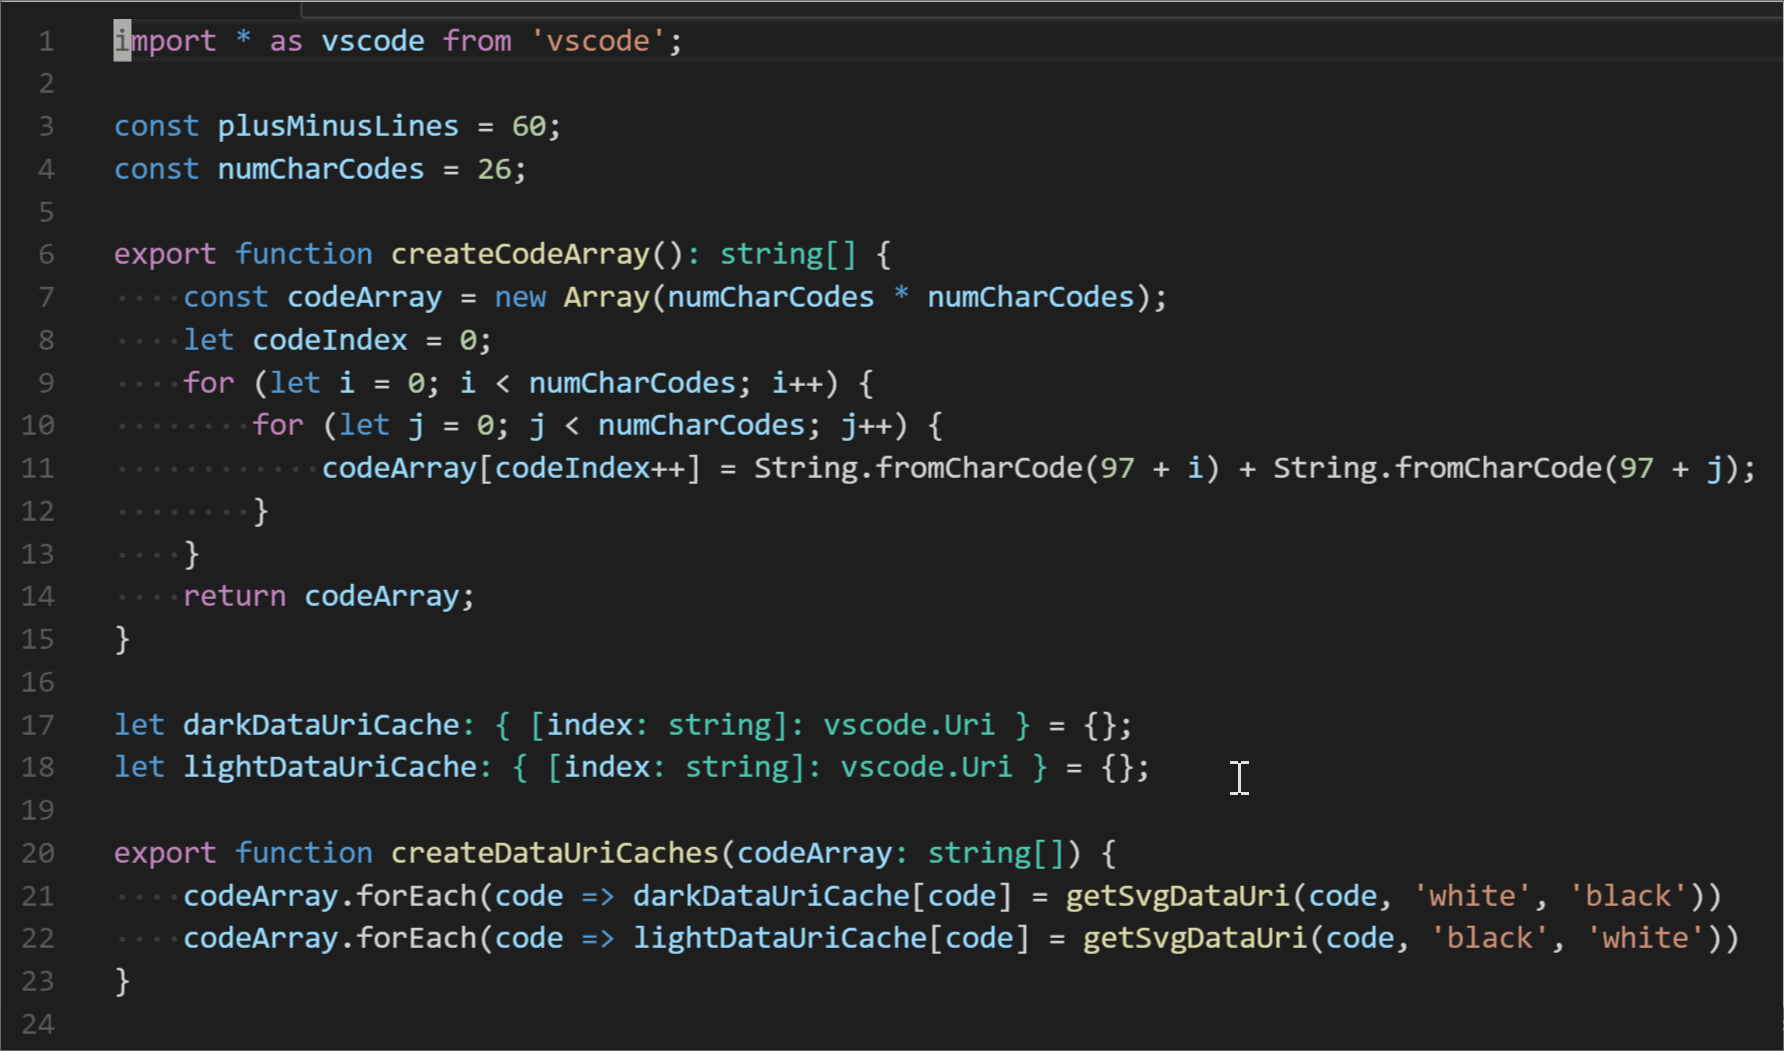 1 import * as vscode from 'vscode';
2
3 const plusMinusLines = 60;
4 const numCharCodes = 26;
5
6 export function createCodeArray(): string[] {
7 ····const codeArray = new Array(numCharCodes * numCharCodes);
8 ····let codeIndex = 0;
9 ····for (let i = 0; i < numCharCodes; i++) {
10 ········for (let j = 0; j < numCharCodes; j++) {
11 ············codeArray[codeIndex++] = String.fromCharCode(97 + i) + String.fromCharCode(97 + j);
12 ········}
13 ····}
14 ····return codeArray;
15 }
16
17 let darkDataUriCache: { [index: string]: vscode.Uri } = {};
18 let lightDataUriCache: { [index: string]: vscode.Uri } = {};
19
20 export function createDataUriCaches(codeArray: string[]) {
21 ····codeArray.forEach(code => darkDataUriCache[code] = getSvgDataUri(code, 'white', 'black'))
22 ····codeArray.forEach(code => lightDataUriCache[code] = getSvgDataUri(code, 'black', 'white'))
23 }
24